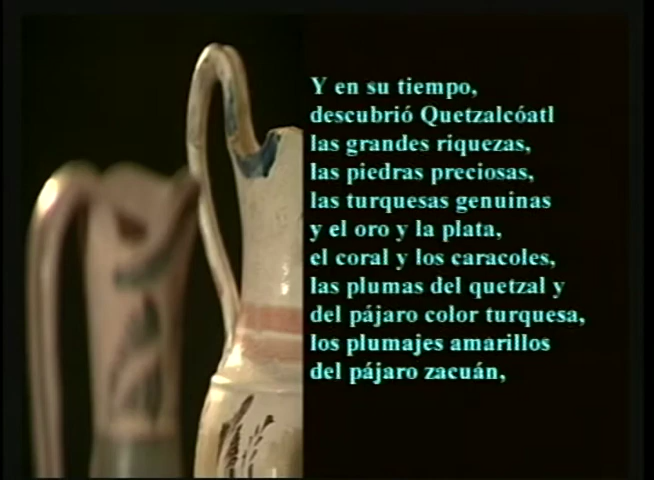 Y en su tiempo,
descubrió Quetzalcóatl
las grandes riquezas,
las piedras preciosas,
las turquesas genuinas
y el oro y la plata,
el coral y los caracoles,
las plumas del quetzal y
del pájaro color turquesa,
los plumajes amarillos
del pájaro zacuán,